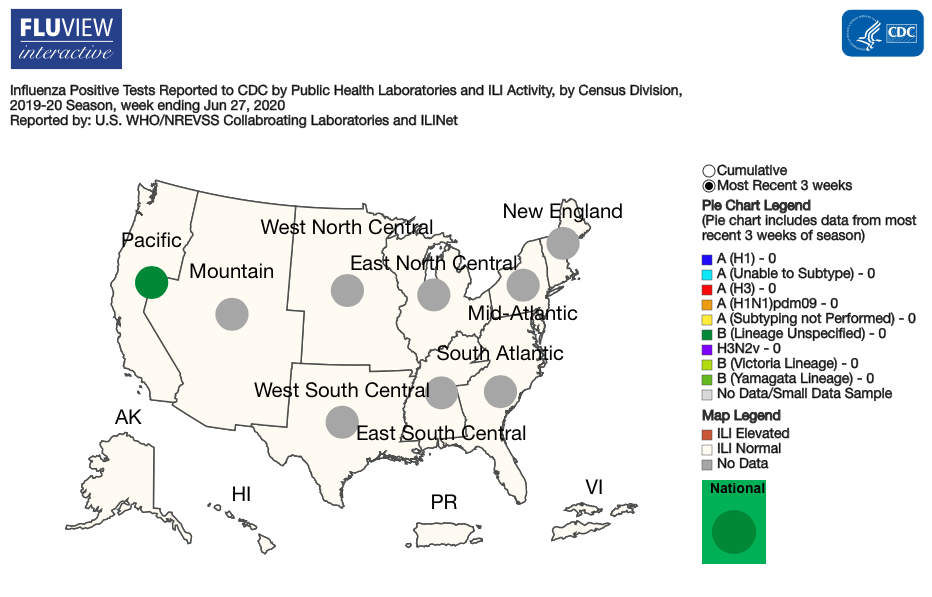 FLUVIEW
interactive
CDC
Influenza Positive Tests Reported to CDC by Public Health Laboratories and ILI Activity, by Census Division,
2019-20 Season, week ending Jun 27, 2020
Reported by: U.S. WHO/NREVSS Collabroating Laboratories and ILINet
New England
West North Central
Pacific
East North Central
Mountain
Mid-Atlantic
South Atlantic
West South Central
East South Central
AK
HI
PR
VI
Cumulative
Most Recent 3 weeks
Pie Chart Legend
(Pie chart includes data from most
recent 3 weeks of season)
A (H1) - 0
A (Unable to Subtype) - 0
A (H3) - 0
A (H1N1)pdm09 - 0
A (Subtyping not Performed) - 0
B (Lineage Unspecified) - 0
H3N2v - 0
B (Victoria Lineage) - 0
B (Yamagata Lineage) - 0
No Data/Small Data Sample
Map Legend
ILI Elevated
ILI Normal
No Data
National